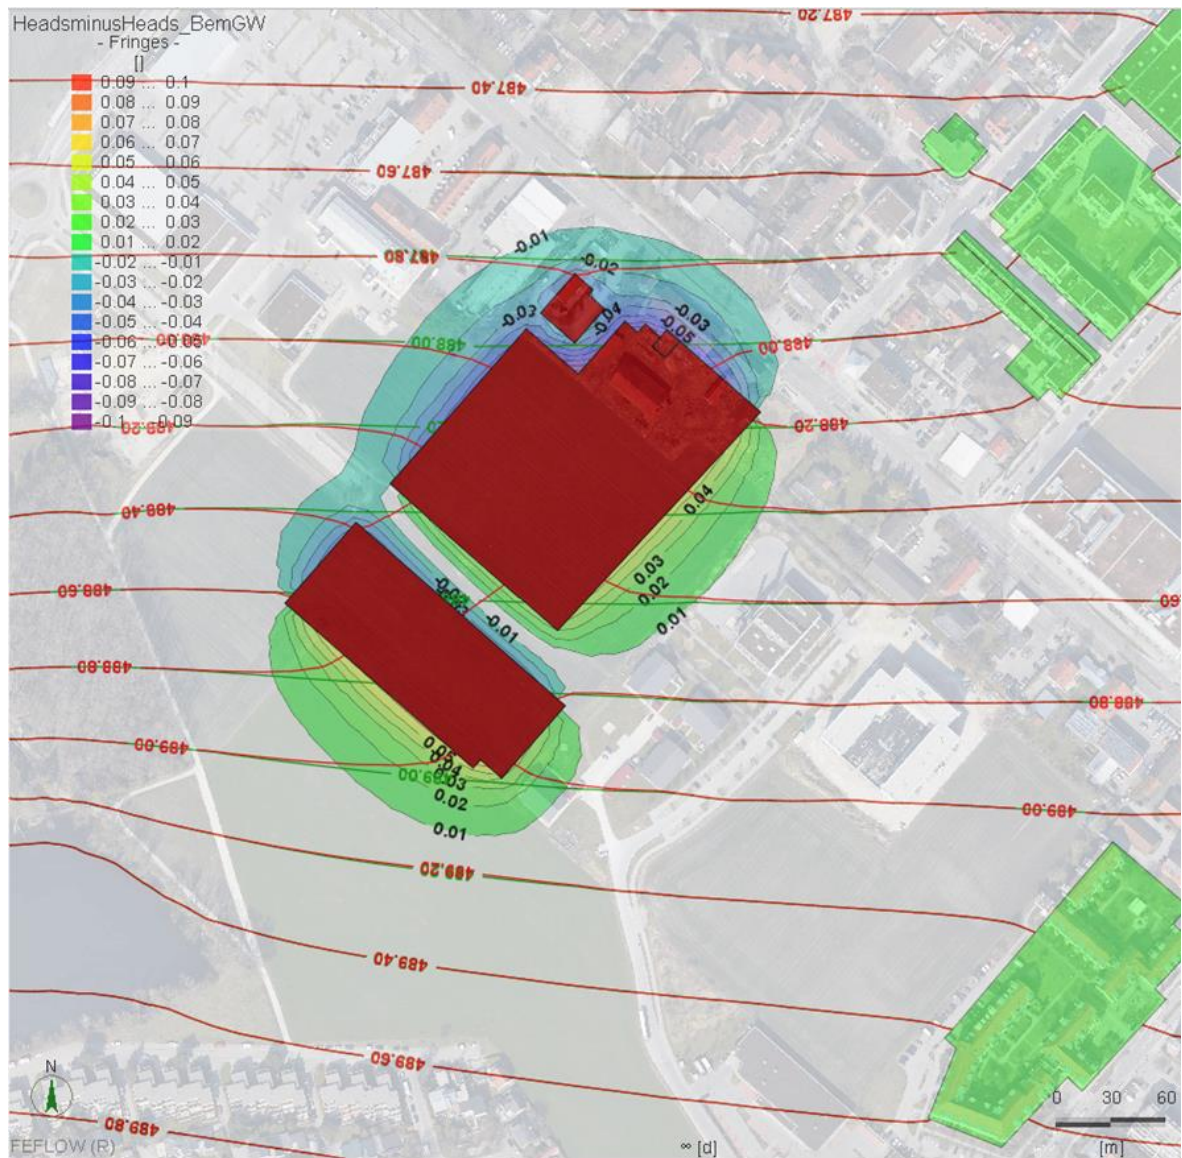 HeadsminusHeads_BemGW
- Fringes -
[]
0.09 ... 0.1
0.08 ... 0.09
0.07 ... 0.08
0.06 ... 0.07
0.05 ... 0.06
0.04 ... 0.05
0.03 ... 0.04
0.02 ... 0.03
0.01 ... 0.02
-0.02 ... -0.01
-0.03 ... -0.02
-0.04 ... -0.03
-0.05 ... -0.04
-0.06 ... -0.05
-0.07 ... -0.06
-0.08 ... -0.07
-0.09 ... -0.08
-0.1 ... -0.09
487.20
487.40
487.60
487.80
-0.01
-0.02
-0.03
-0.04
-0.03
-0.05
488.00
488.00
488.20
488.20
488.40
0.04
0.03
0.02
0.01
488.60
-0.01
488.80
488.80
489.00
489.00
489.00
0.05
0.04
0.03
0.02
0.01
489.20
489.40
489.60
489.80
N
0 30 60
[m]
FEFLOW (R)
∞ [d]